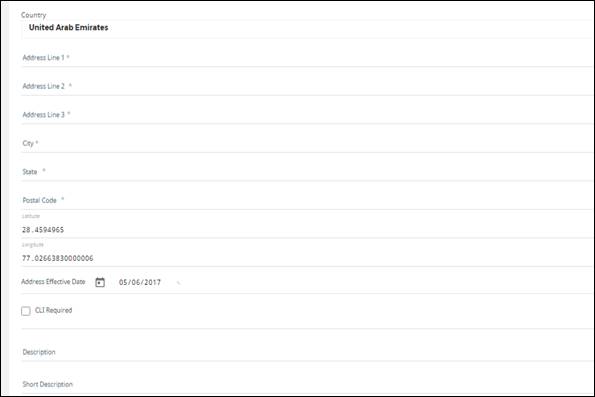 Country
United Arab Emirates
Address Line 1 *
Address Line 2 *
Address Line 3 *
City *
State *
Postal Code *
Latitude
28.4594965
Longitude
77.02663830000006
Address Effective Date 05/06/2017
CLI Required
Description
Short Description